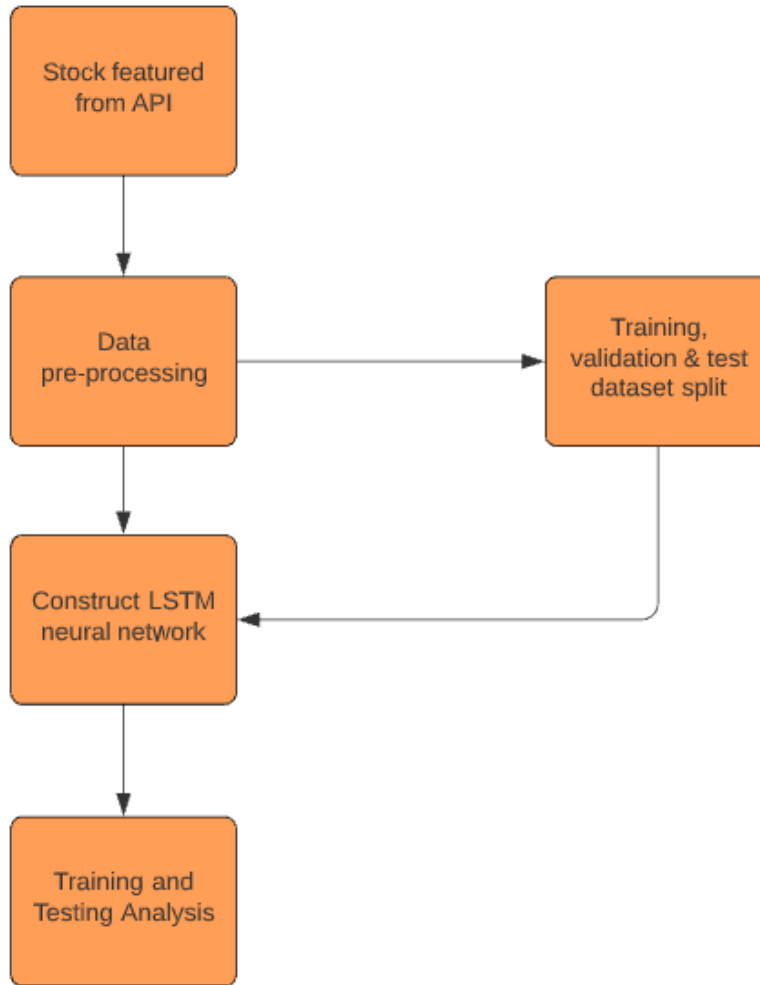 Stock featured
from API
Data
pre-processing
Training,
validation & test
dataset split
Construct LSTM
neural network
Training and
Testing Analysis